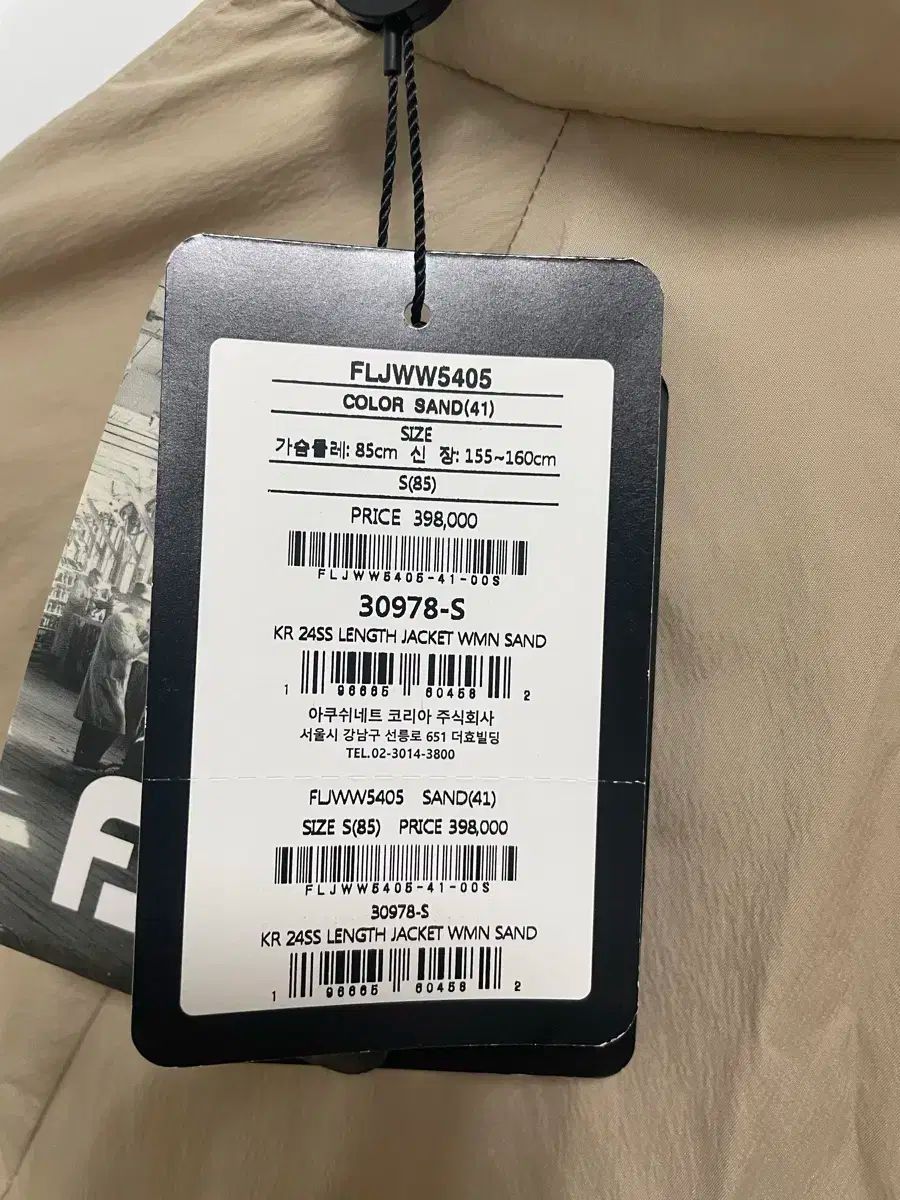 FLJWW5405
COLOR SAND(41)
SIZE
가슴둘레: 85cm 신 장: 155~160cm
S(85)
PRICE 398,000
FLJWW5405-41-00S
30978-S
KR 24SS LENGTH JACKET WMN SAND
1 96665 60458 2
아쿠쉬네트 코리아 주식회사
서울시 강남구 선릉로 651 더효빌딩
TEL.02-3014-3800
FLJWW5405 SAND(41)
SIZE S(85) PRICE 398,000
FLJWW5405-41-00S
30978-S
KR 24SS LENGTH JACKET WMN SAND
1 96665 60458 2